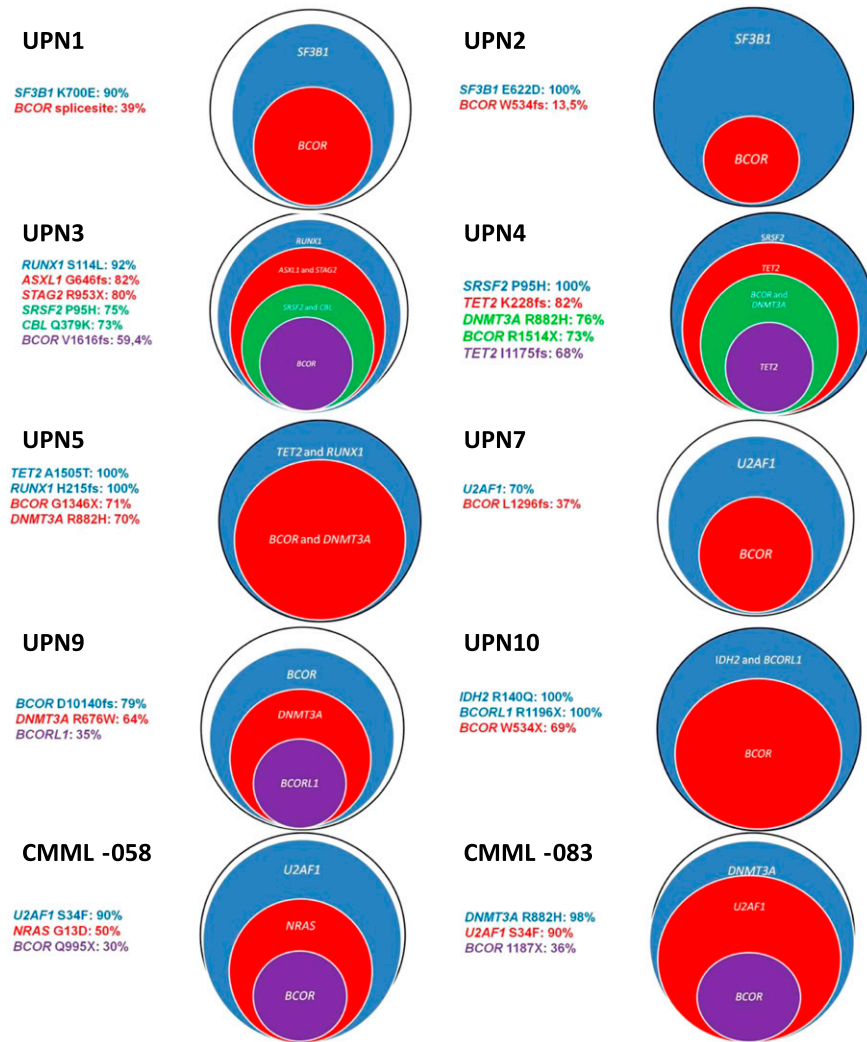 UPN1
SF3B1 K700E: 90%
BCOR splicesite: 39%
SF3B1
BCOR
UPN2
SF3B1 E622D: 100%
BCOR W534fs: 13,5%
SF3B1
BCOR
UPN3
RUNX1 S114L: 92%
ASXL1 G646fs: 82%
STAG2 R953X: 80%
SRSF2 P95H: 75%
CBL Q379K: 73%
BCOR V1616fs: 59,4%
RUNX1
ASXL1 and STAG2
SRSF2 and CBL
BCOR
UPN4
SRSF2 P95H: 100%
TET2 K228fs: 82%
DNMT3A R882H: 76%
BCOR R1514X: 73%
TET2 I1175fs: 68%
SRSF2
TET2
BCOR and
DNMT3A
TET2
UPN5
TET2 A1505T: 100%
RUNX1 H215fs: 100%
BCOR G1346X: 71%
DNMT3A R882H: 70%
TET2 and RUNX1
BCOR and DNMT3A
UPN7
U2AF1: 70%
BCOR L1296fs: 37%
U2AF1
BCOR
UPN9
BCOR D10140fs: 79%
DNMT3A R676W: 64%
BCORL1: 35%
BCOR
DNMT3A
BCORL1
UPN10
IDH2 R140Q: 100%
BCORL1 R1196X: 100%
BCOR W534X: 69%
IDH2 and BCORL1
BCOR
CMML -058
U2AF1 S34F: 90%
NRAS G13D: 50%
BCOR Q995X: 30%
U2AF1
NRAS
BCOR
CMML -083
DNMT3A R882H: 98%
U2AF1 S34F: 90%
BCOR 1187X: 36%
DNMT3A
U2AF1
BCOR